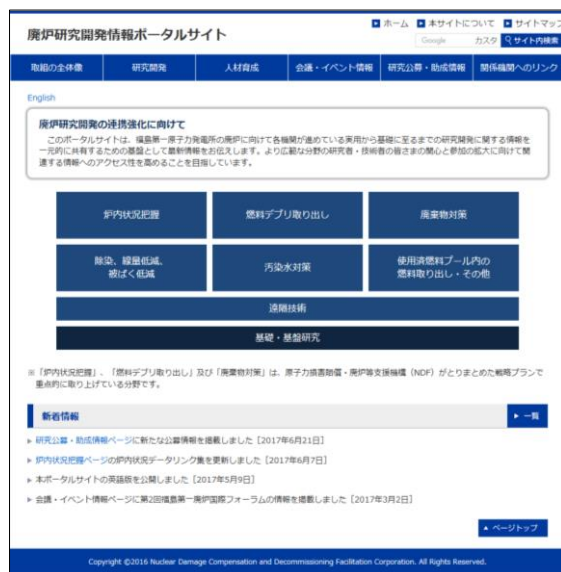 ホーム 本サイトについて サイトマップ
廃炉研究開発情報ポータルサイト
Google カスタ サイト内検索
取組の全体像 研究開発 人材育成 会議・イベント情報 研究公募・助成情報 関係機関へのリンク
English
廃炉研究開発の連携強化に向けて
このポータルサイトは、福島第一原子力発電所の廃炉に向けて各機関が進めている実用から基礎に至るまでの研究開発に関する情報を
一元的に共有するための基盤として最新情報をお伝えします。より広範な分野の研究者・技術者の皆さまの関心と参加の拡大に向けて関
連する情報へのアクセス性を高めることを目指しています。
炉内状況把握 燃料デブリ取り出し 廃棄物対策
除染、線量低減、
被ばく低減
汚染水対策
使用済燃料プール内の
燃料取り出し・その他
遠隔技術
基礎・基盤研究
※「炉内状況把握」、「燃料デブリ取り出し」及び「廃棄物対策」は、原子力損害賠償・廃炉等支援機構（NDF）がとりまとめた戦略プランで
重点的に取り上げている分野です。
新着情報 一覧
研究公募・助成情報ページに新たな公募情報を掲載しました［2017年6月21日］
炉内状況把握ページの炉内状況データリンク集を更新しました［2017年6月7日］
本ポータルサイトの英語版を公開しました［2017年5月9日］
会議・イベント情報ページに第2回福島第一廃炉国際フォーラムの情報を掲載しました［2017年3月2日］
ページトップ
Copyright ©2016 Nuclear Damage Compensation and Decommissioning Facilitation Corporation. All Rights Reserved.